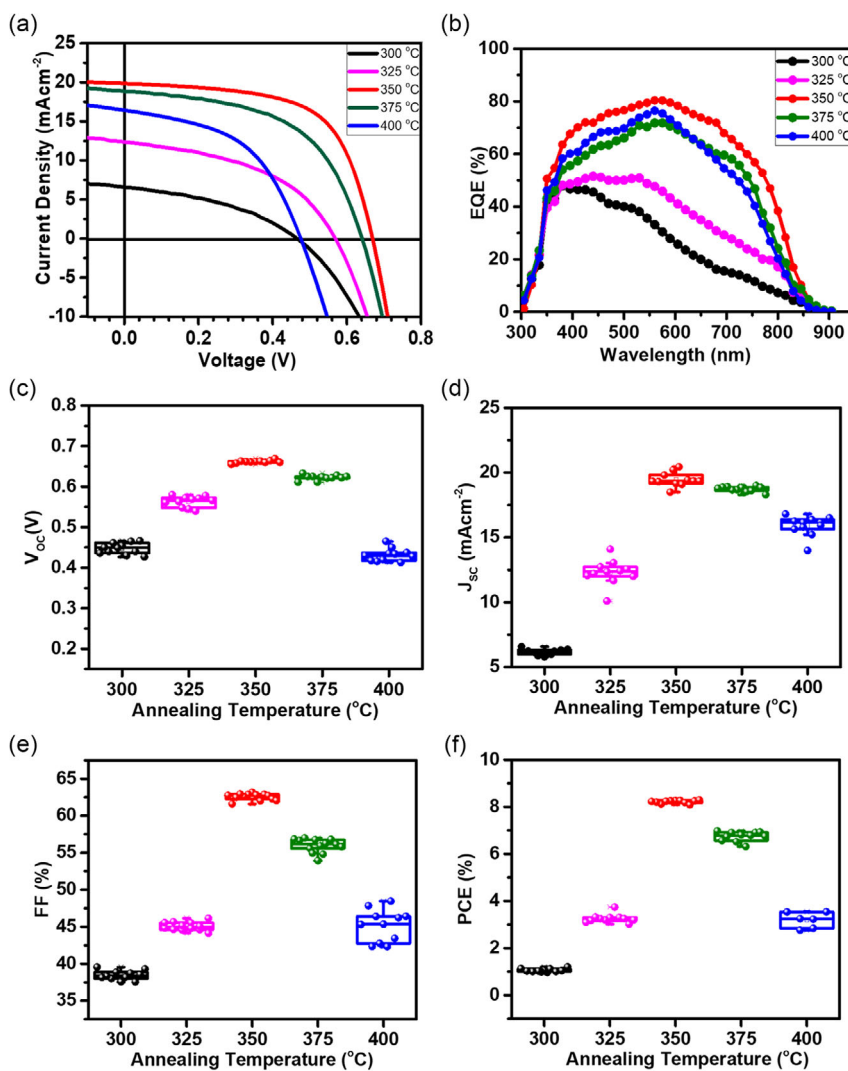 (a)
25
20
15
10
5
0
5
-10
0.0
0.2
0.4
0.6
0.8
Current Density (mAcm⁻²)
Voltage (V)
300 °C
325 °C
350 °C
375 °C
400 °C
(b)
100
80
60
40
20
0
300
400
500
600
700
800
900
EQE (%)
Wavelength (nm)
300 °C
325 °C
350 °C
375 °C
400 °C
(c)
0.8
0.7
0.6
0.5
0.4
0.3
0.2
300
325
350
375
400
V_OC(V)
Annealing Temperature (°C)
(d)
25
20
15
10
5
300
325
350
375
400
J_SC (mAcm⁻²)
Annealing Temperature (°C)
(e)
65
60
55
50
45
40
35
300
325
350
375
400
FF (%)
Annealing Temperature (°C)
(f)
10
8
6
4
2
0
300
325
350
375
400
PCE (%)
Annealing Temperature (°C)